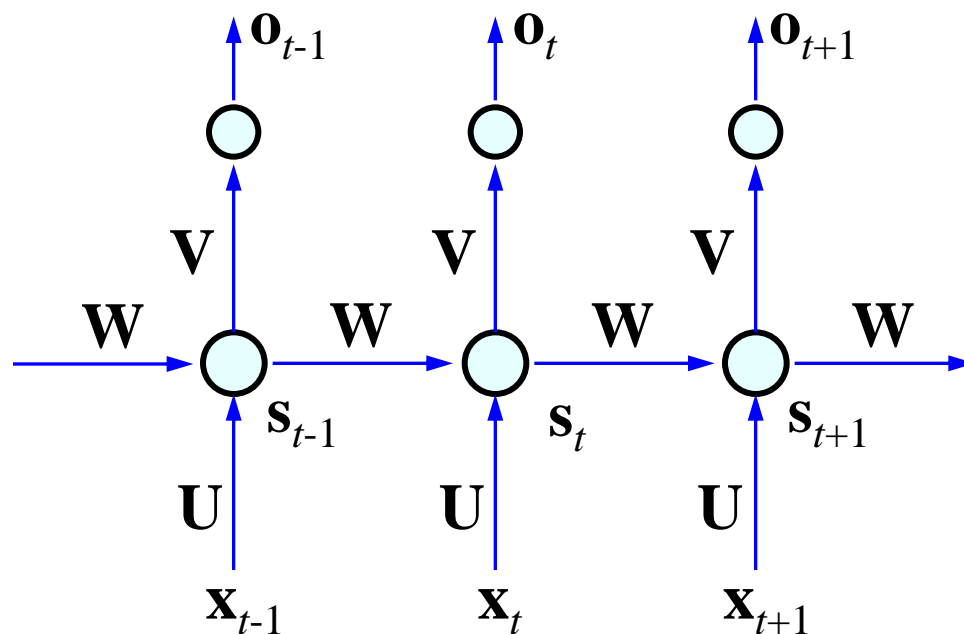 o_{t-1} o_t o_{t+1}
V V V
W W W W
s_{t-1} s_t s_{t+1}
U U U
x_{t-1} x_t x_{t+1}